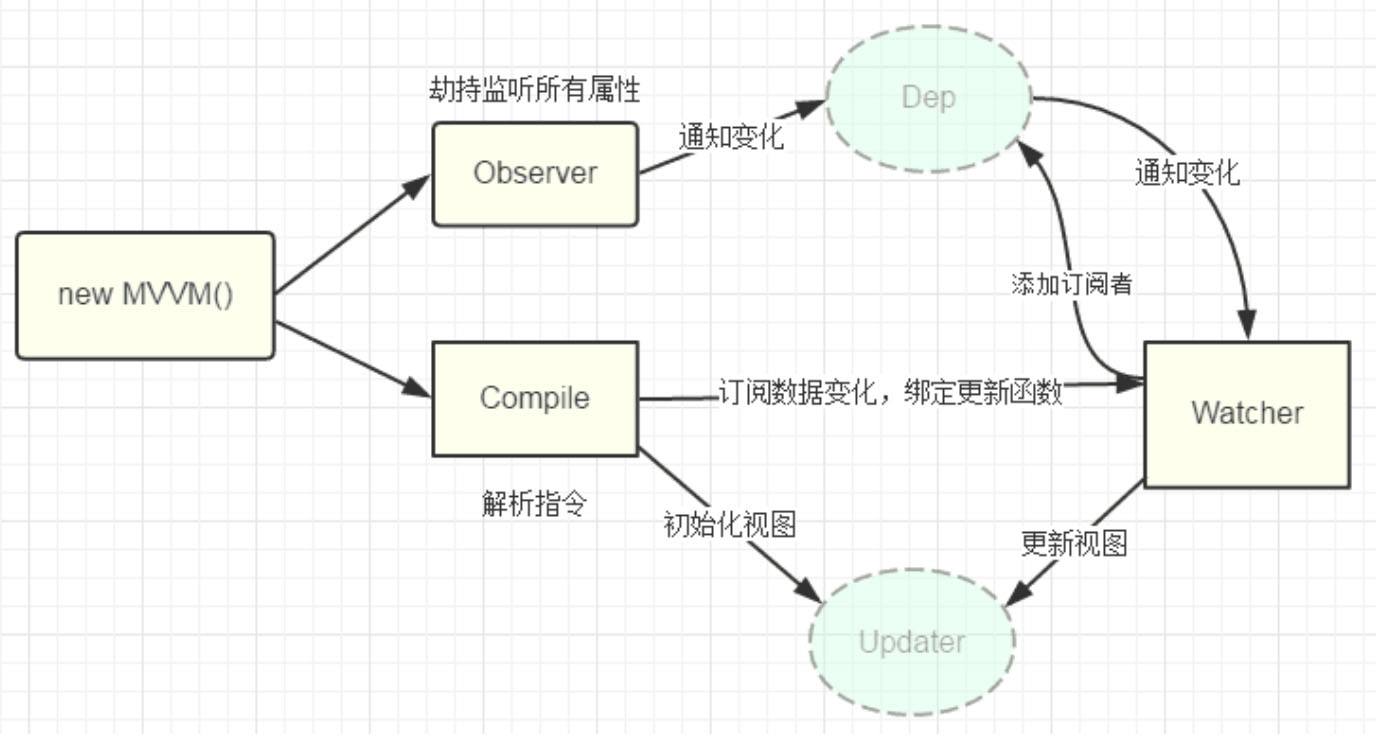 劫持监听所有属性
Dep
通知变化
Observer
通知变化
new MVVM()
添加订阅者
Compile
订阅数据变化，绑定更新函数
Watcher
解析指令
初始化视图
更新视图
Updater